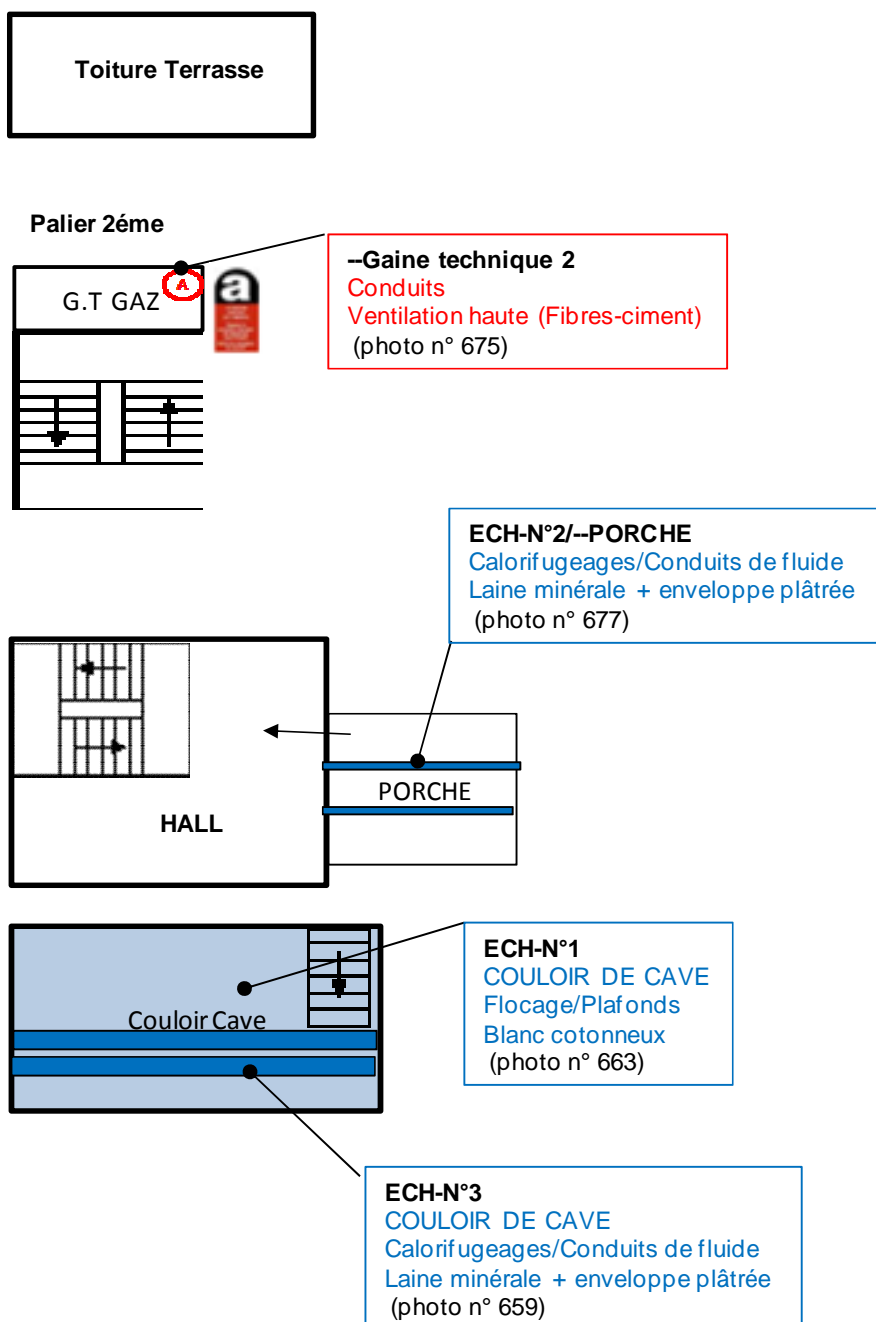 Toiture Terrasse
Palier 2éme
--Gaine technique 2
Conduits
Ventilation haute (Fibres-ciment)
(photo n° 675)
G.T GAZ
A
a
ECH-N°2/--PORCHE
Calorifugeages/Conduits de fluide
Laine minérale + enveloppe plâtrée
(photo n° 677)
PORCHE
HALL
ECH-N°1
COULOIR DE CAVE
Flocage/Plafonds
Blanc cotonneux
(photo n° 663)
Couloir Cave
ECH-N°3
COULOIR DE CAVE
Calorifugeages/Conduits de fluide
Laine minérale + enveloppe plâtrée
(photo n° 659)